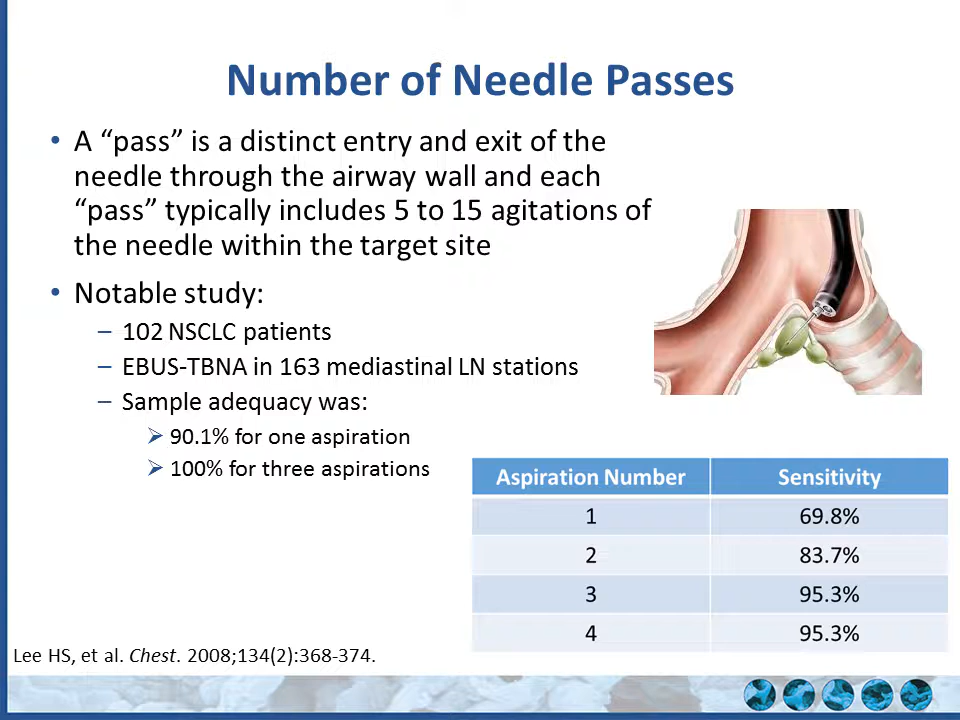 Number of Needle Passes
• A “pass” is a distinct entry and exit of the
needle through the airway wall and each
“pass” typically includes 5 to 15 agitations of
the needle within the target site
• Notable study:
– 102 NSCLC patients
– EBUS-TBNA in 163 mediastinal LN stations
– Sample adequacy was:
➢ 90.1% for one aspiration
➢ 100% for three aspirations
Aspiration Number Sensitivity
1 69.8%
2 83.7%
3 95.3%
4 95.3%
Lee HS, et al. Chest. 2008;134(2):368-374.